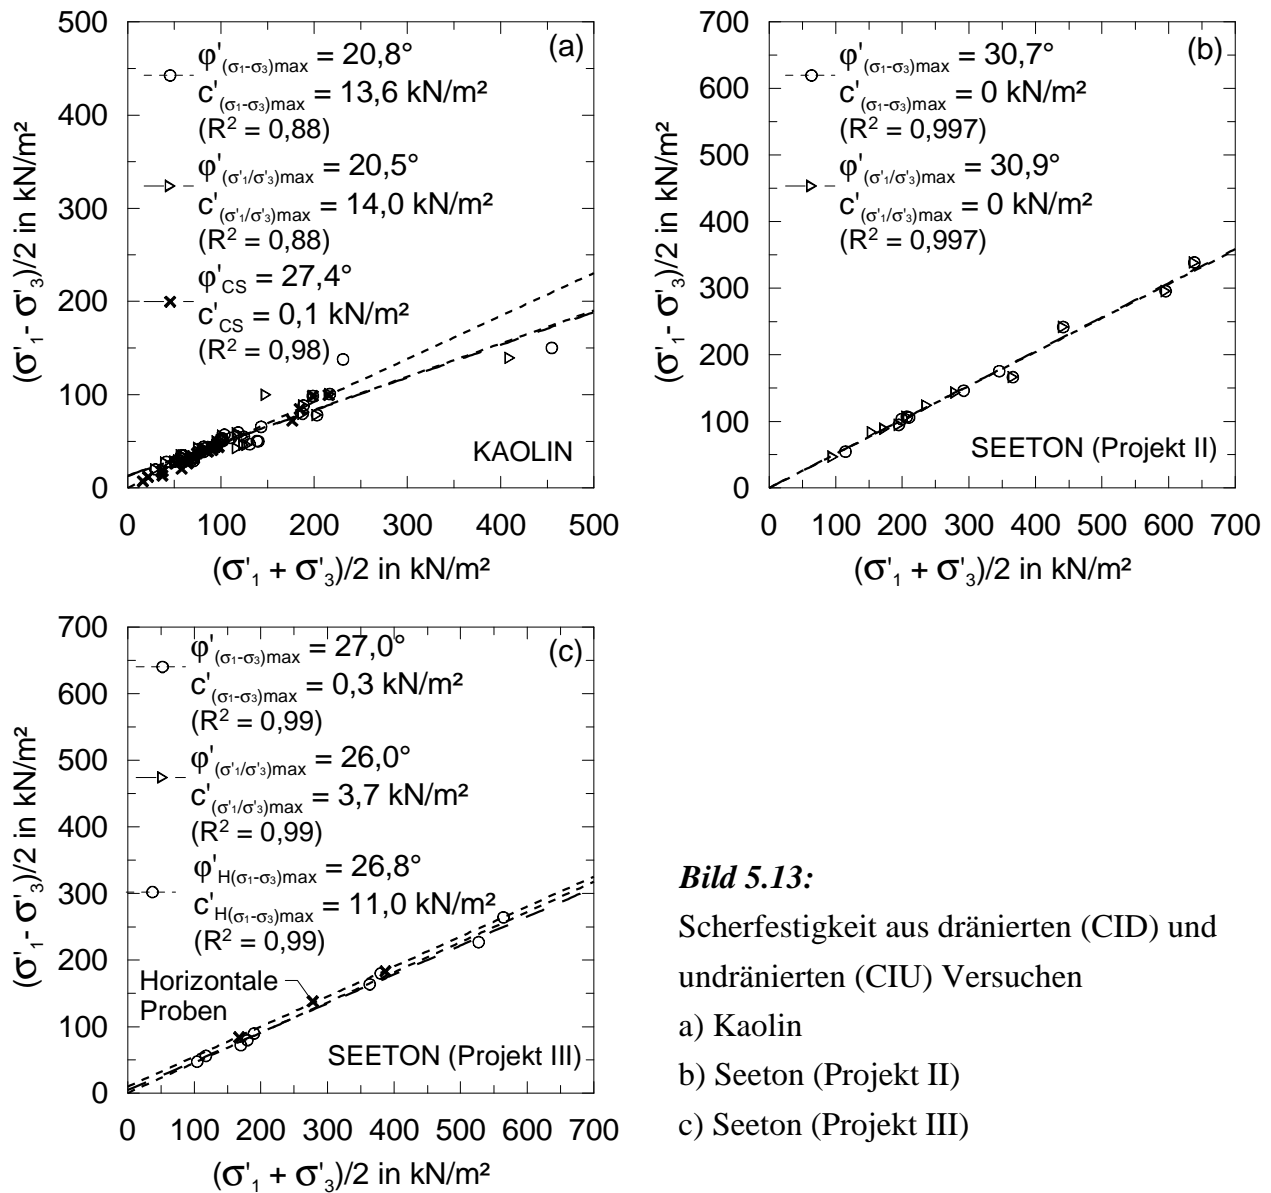 (a)
φ'(σ₁-σ₃)max = 20,8°
c'(σ₁-σ₃)max = 13,6 kN/m²
(R² = 0,88)
φ'(σ'₁/σ'₃)max = 20,5°
c'(σ'₁/σ'₃)max = 14,0 kN/m²
(R² = 0,88)
φ'CS = 27,4°
c'CS = 0,1 kN/m²
(R² = 0,98)
KAOLIN
500
400
300
200
100
0
0 100 200 300 400 500
(σ'₁ - σ'₃)/2 in kN/m²
(σ'₁ + σ'₃)/2 in kN/m²
(b)
φ'(σ₁-σ₃)max = 30,7°
c'(σ₁-σ₃)max = 0 kN/m²
(R² = 0,997)
φ'(σ'₁/σ'₃)max = 30,9°
c'(σ'₁/σ'₃)max = 0 kN/m²
(R² = 0,997)
SEETON (Projekt II)
700
600
500
400
300
200
100
0
0 100 200 300 400 500 600 700
(σ'₁ - σ'₃)/2 in kN/m²
(σ'₁ + σ'₃)/2 in kN/m²
(c)
φ'(σ₁-σ₃)max = 27,0°
c'(σ₁-σ₃)max = 0,3 kN/m²
(R² = 0,99)
φ'(σ'₁/σ'₃)max = 26,0°
c'(σ'₁/σ'₃)max = 3,7 kN/m²
(R² = 0,99)
φ'H(σ₁-σ₃)max = 26,8°
c'H(σ₁-σ₃)max = 11,0 kN/m²
(R² = 0,99)
Horizontale
Proben
SEETON (Projekt III)
700
600
500
400
300
200
100
0
0 100 200 300 400 500 600 700
(σ'₁ - σ'₃)/2 in kN/m²
(σ'₁ + σ'₃)/2 in kN/m²
Bild 5.13:
Scherfestigkeit aus dränierten (CID) und
undränierten (CIU) Versuchen
a) Kaolin
b) Seeton (Projekt II)
c) Seeton (Projekt III)